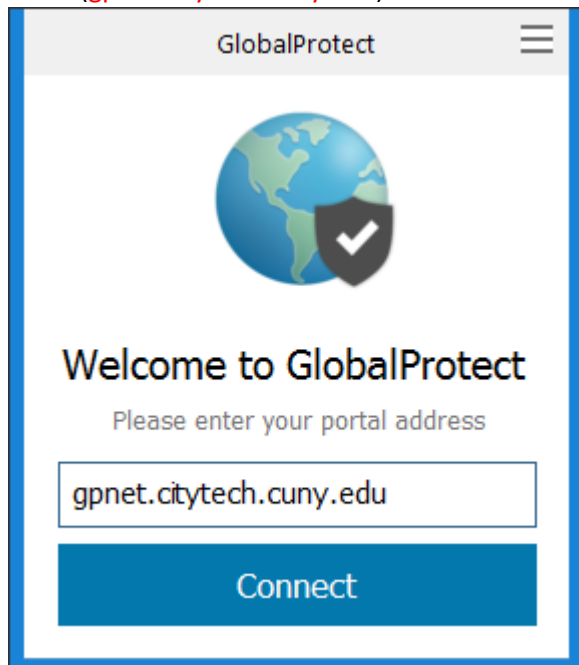 GlobalProtect
Welcome to GlobalProtect
Please enter your portal address
gpnet.citytech.cuny.edu
Connect